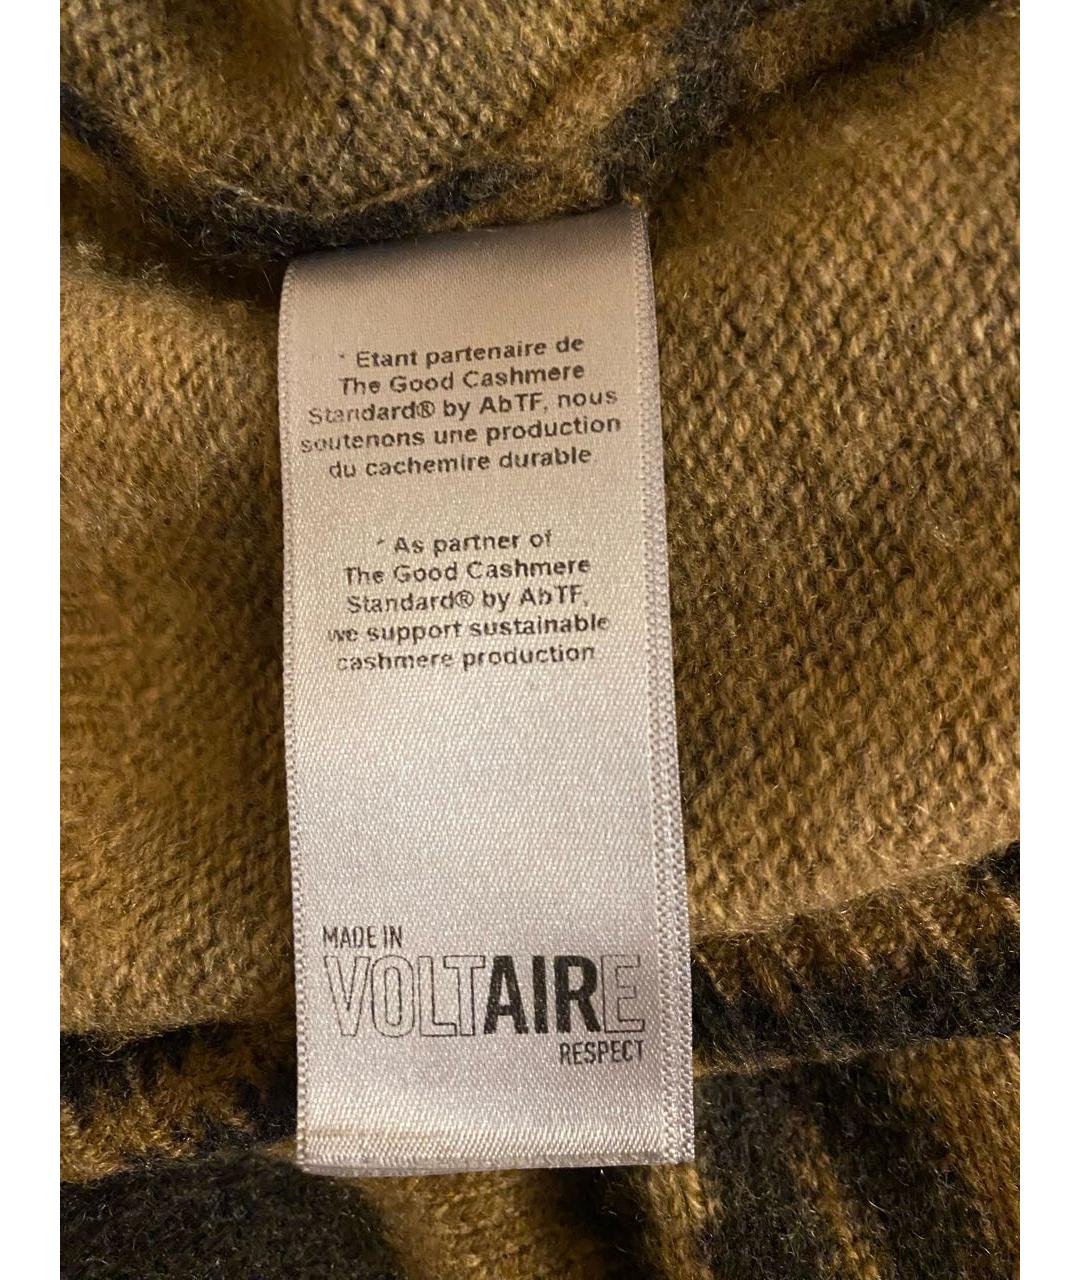 * Etant partenaire de
The Good Cashmere
Standard® by AbTF, nous
soutenons une production
du cachemire durable.
* As partner of
The Good Cashmere
Standard® by AbTF,
we support sustainable
cashmere production.
MADE IN
VOLTAIRE
RESPECT